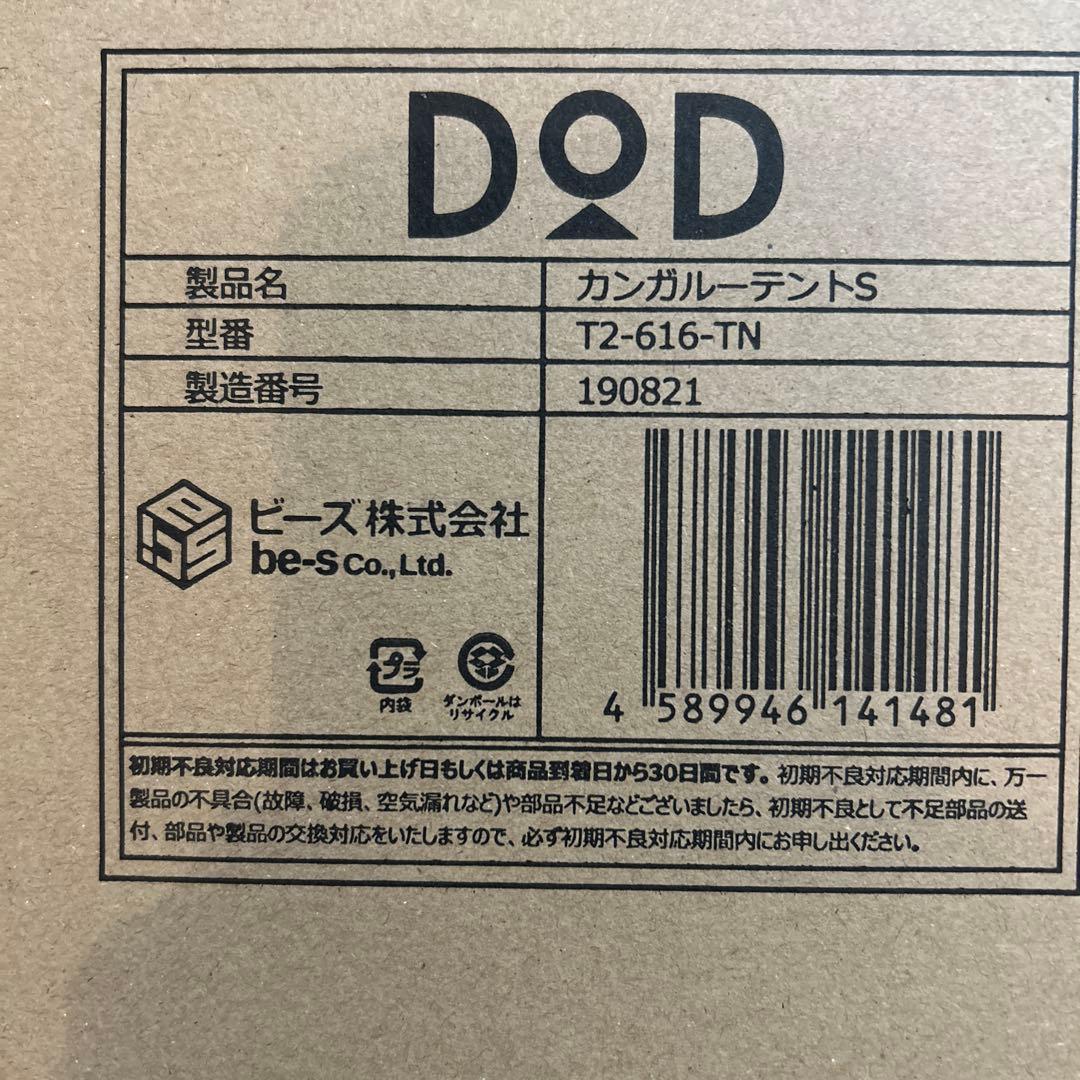 DOD
製品名 カンガルーテントS
型番 T2-616-TN
製造番号 190821
ビーズ株式会社
be-s Co.,Ltd.
プラ
内袋
ダンボールは
リサイクル
4 589946 141481
初期不良対応期間はお買い上げ日もしくは商品到着日から30日間です。初期不良対応期間内に、万一
製品の不具合(故障、破損、空気漏れなど)や部品不足などございましたら、初期不良として不足部品の送
付、部品や製品の交換対応をいたしますので、必ず初期不良対応期間内にお申し出ください。